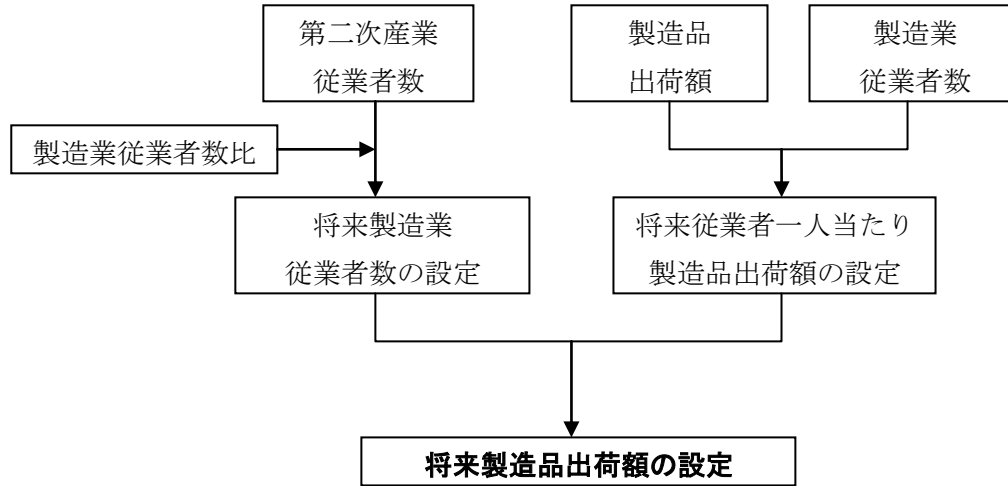 第二次産業
従業者数
製造品
出荷額
製造業
従業者数
製造業従業者数比
将来製造業
従業者数の設定
将来従業者一人当たり
製造品出荷額の設定
将来製造品出荷額の設定